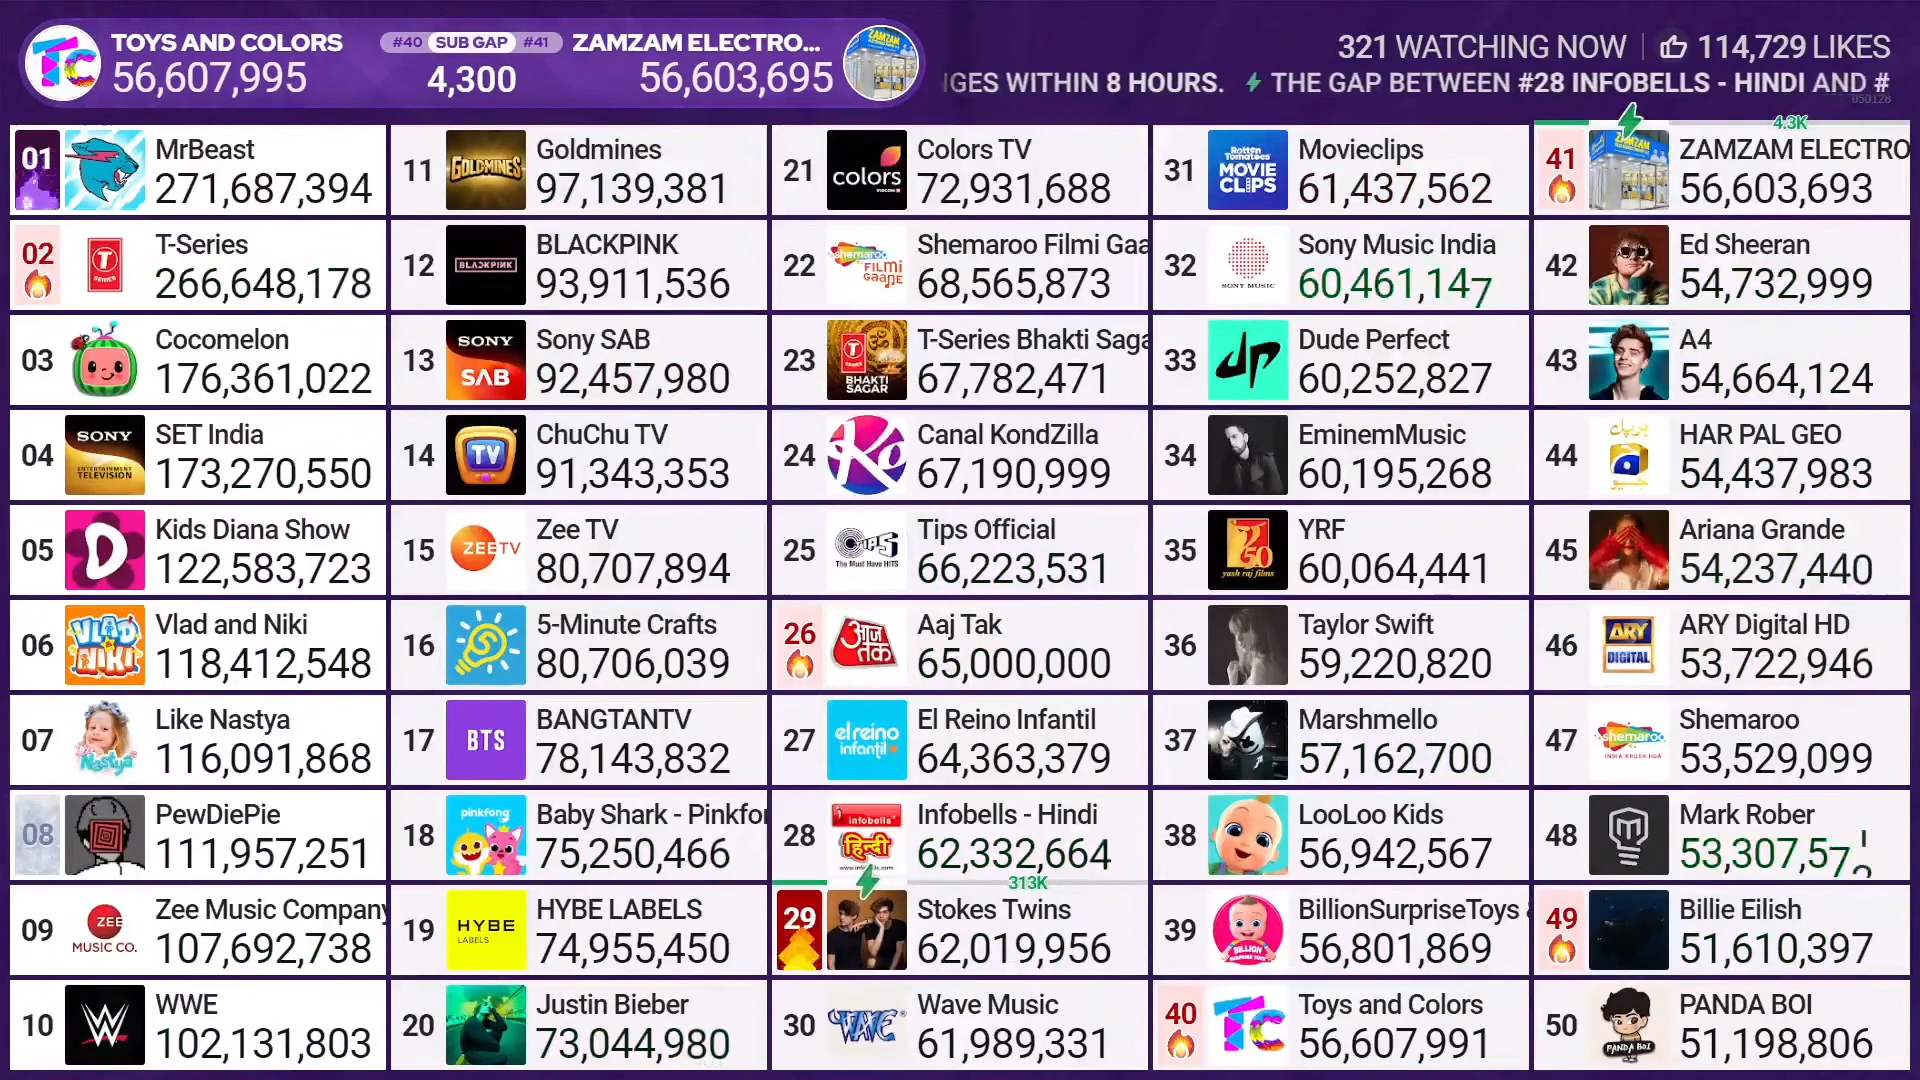 TOYS AND COLORS
56,607,995
#40 SUB GAP #41
4,300
ZAMZAM ELECTRO...
56,603,695
321 WATCHING NOW
114,729 LIKES
GES WITHIN 8 HOURS. THE GAP BETWEEN #28 INFOBELLS - HINDI AND #
050128
01 MrBeast
271,687,394
02 T-Series
266,648,178
03 Cocomelon
176,361,022
04 SET India
173,270,550
05 Kids Diana Show
122,583,723
06 Vlad and Niki
118,412,548
07 Like Nastya
116,091,868
08 PewDiePie
111,957,251
09 Zee Music Company
107,692,738
10 WWE
102,131,803
11 Goldmines
97,139,381
12 BLACKPINK
93,911,536
13 Sony SAB
92,457,980
14 ChuChu TV
91,343,353
15 Zee TV
80,707,894
16 5-Minute Crafts
80,706,039
17 BANGTANTV
78,143,832
18 Baby Shark - Pinkfo
75,250,466
19 HYBE LABELS
74,955,450
20 Justin Bieber
73,044,980
21 Colors TV
72,931,688
22 Shemaroo Filmi Gaa
68,565,873
23 T-Series Bhakti Saga
67,782,471
24 Canal KondZilla
67,190,999
25 Tips Official
66,223,531
26 Aaj Tak
65,000,000
27 El Reino Infantil
64,363,379
28 Infobells - Hindi
62,332,664
313K
29 Stokes Twins
62,019,956
30 Wave Music
61,989,331
31 Movieclips
61,437,562
32 Sony Music India
60,461,147
33 Dude Perfect
60,252,827
34 EminemMusic
60,195,268
35 YRF
60,064,441
36 Taylor Swift
59,220,820
37 Marshmello
57,162,700
38 LooLoo Kids
56,942,567
39 BillionSurpriseToys
56,801,869
40 Toys and Colors
56,607,991
4.3K
41 ZAMZAM ELECTRO
56,603,693
42 Ed Sheeran
54,732,999
43 A4
54,664,124
44 HAR PAL GEO
54,437,983
45 Ariana Grande
54,237,440
46 ARY Digital HD
53,722,946
47 Shemaroo
53,529,099
48 Mark Rober
53,307,57
49 Billie Eilish
51,610,397
50 PANDA BOI
51,198,806